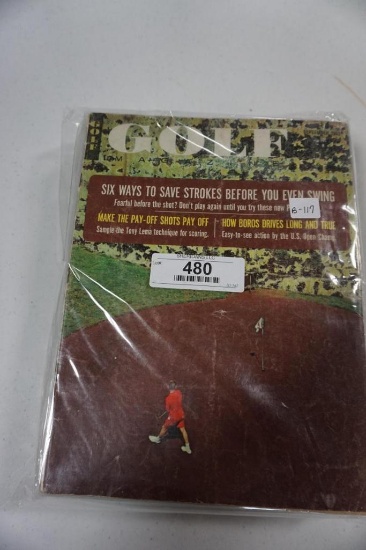 GOLF
GOLF
SIX WAYS TO SAVE STROKES BEFORE YOU EVEN SWING
Fearful before the shot? Don't play again until you try these new
B-117
MAKE THE PAY-OFF SHOTS PAY OFF
Sample the Tony Lema technique for scoring.
HOW BOROS DRIVES LONG AND TRUE
Easy-to-see action by the U.S. Open Champ.
480